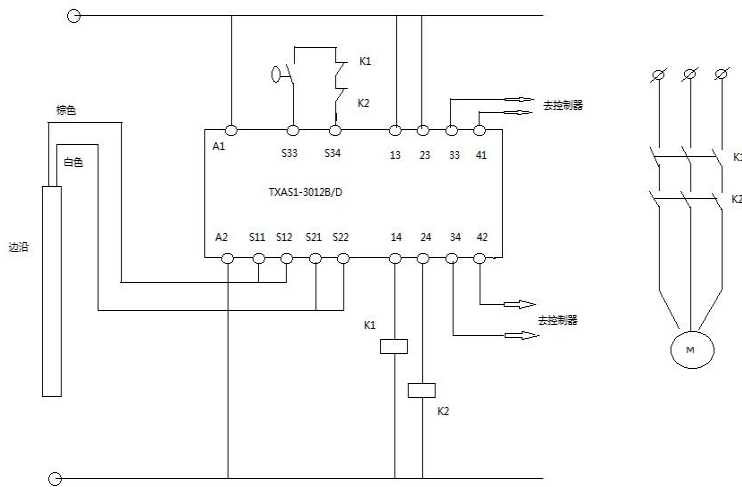 K1
K2
棕色
白色
去控制器
A1
S33
S34
13
23
33
41
TXAS1-3012B/D
K1
K2
边沿
A2
S11
S12
S21
S22
14
24
34
42
去控制器
K1
K2
M